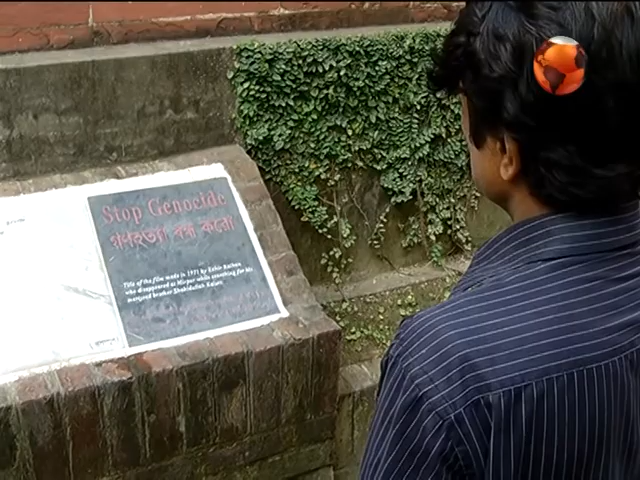 Stop Genocide
গণহত্যা বন্ধ করো
Title of the film made in 1971 by Zahir Raihan
who disappeared at Mirpur while searching for his
martyred brother Shahidullah Kaiser.